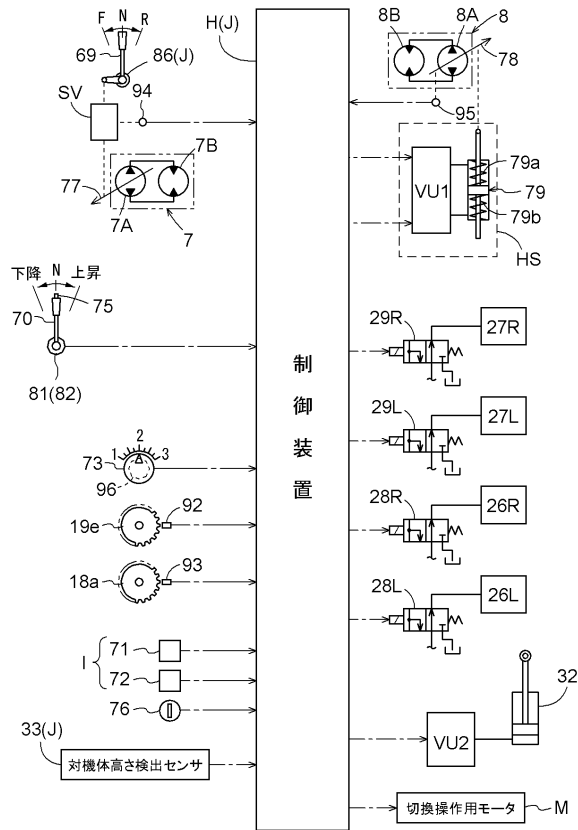 F N R
69
86(J)
SV
94
7B
77
7A
7
H(J)
8B
8A
8
78
95
VU1
79a
79
79b
HS
下降 N 上昇
75
70
81(82)
制御装置
29R
27R
29L
27L
28R
26R
28L
26L
1 2 3
73
96
92
19e
93
18a
I
71
72
76
33(J)
対機体高さ検出センサ
32
VU2
切換操作用モータ
M